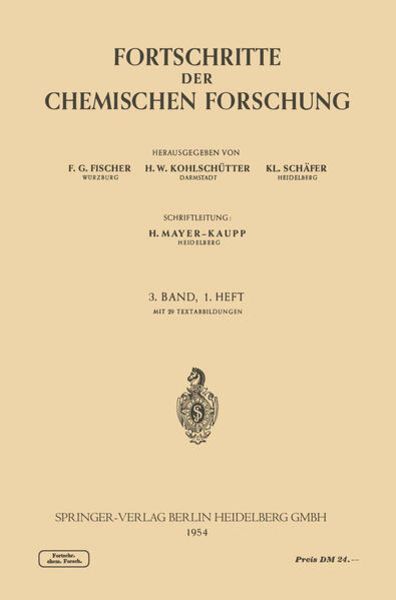 FORTSCHRITTE
DER
CHEMISCHEN FORSCHUNG
HERAUSGEGEBEN VON
F. G. FISCHER H. W. KOHLSCHÜTTER KL. SCHÄFER
WÜRZBURG DARMSTADT HEIDELBERG
SCHRIFTLEITUNG:
H. MAYER-KAUPP
HEIDELBERG
3. BAND, 1. HEFT
MIT 29 TEXTABBILDUNGEN
S
SPRINGER-VERLAG BERLIN HEIDELBERG GMBH
1954
Fortschr.
chem. Forsch.
Preis DM 24.--